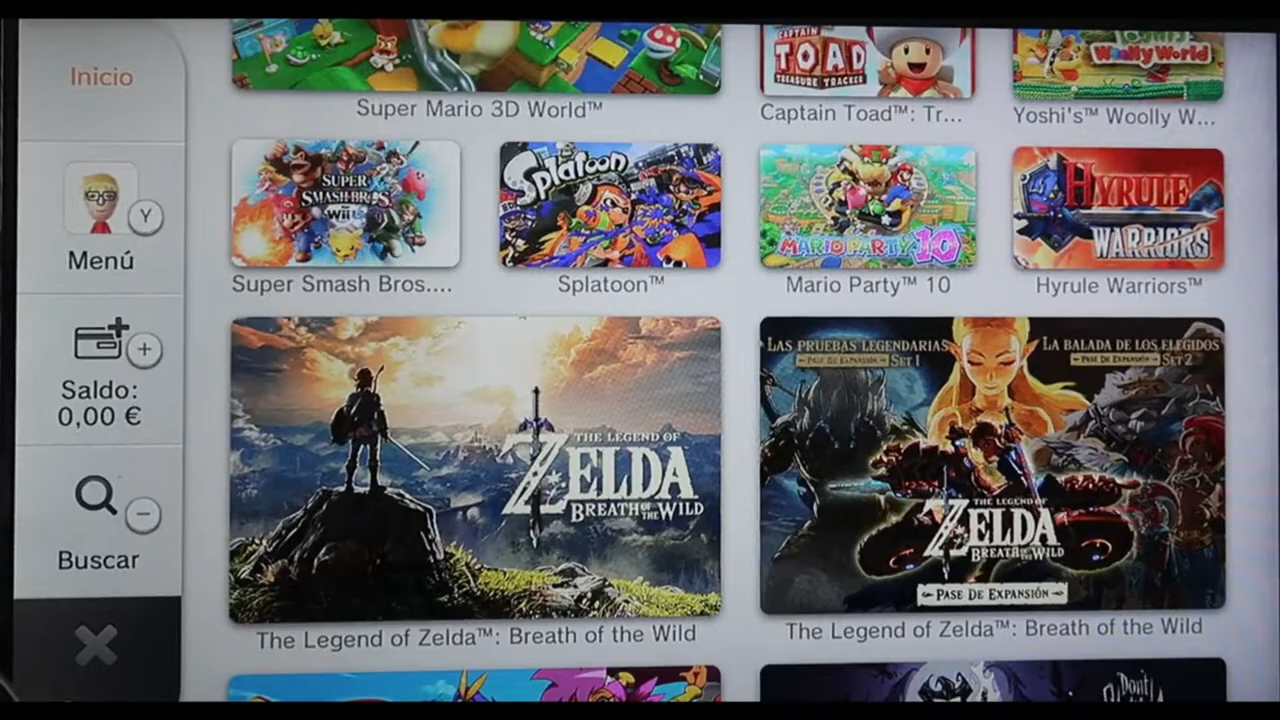 Inicio
CAPTAIN
TOAD
TREASURE TRACKER
Woolly World
Super Mario 3D World™
Captain Toad™: Tr...
Yoshi's™ Woolly W...
Y
Menú
SUPER
SMASH BROS
for
Wii U
Splatoon
MARIO PARTY 10
HYRULE
WARRIORS
Super Smash Bros....
Splatoon™
Mario Party™ 10
Hyrule Warriors™
+
Saldo:
0,00 €
−
Buscar
THE LEGEND OF
ZELDA
BREATH OF THE WILD
LAS PRUEBAS LEGENDARIAS
PASE DE EXPANSIÓN
SET 1
LA BALADA DE LOS ELEGIDOS
PASE DE EXPANSIÓN
SET 2
THE LEGEND OF
ZELDA
BREATH OF THE WILD
PASE DE EXPANSIÓN
The Legend of Zelda™: Breath of the Wild
The Legend of Zelda™: Breath of the Wild
Don't